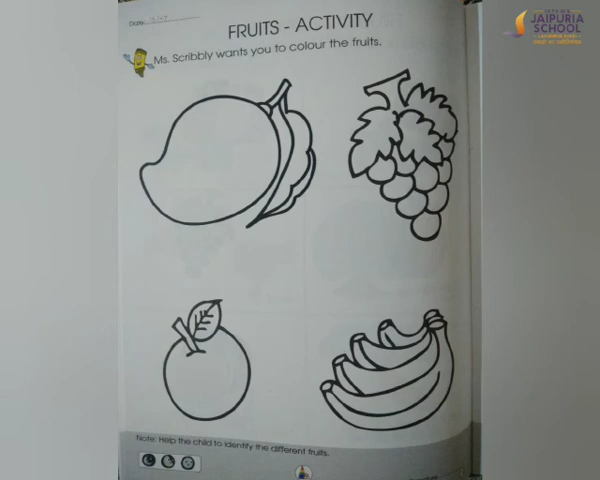 Date:
FRUITS - ACTIVITY
Ms. Scribbly wants you to colour the fruits.
JAIPURIA
SCHOOL
Note: Help the child to identify the different fruits.